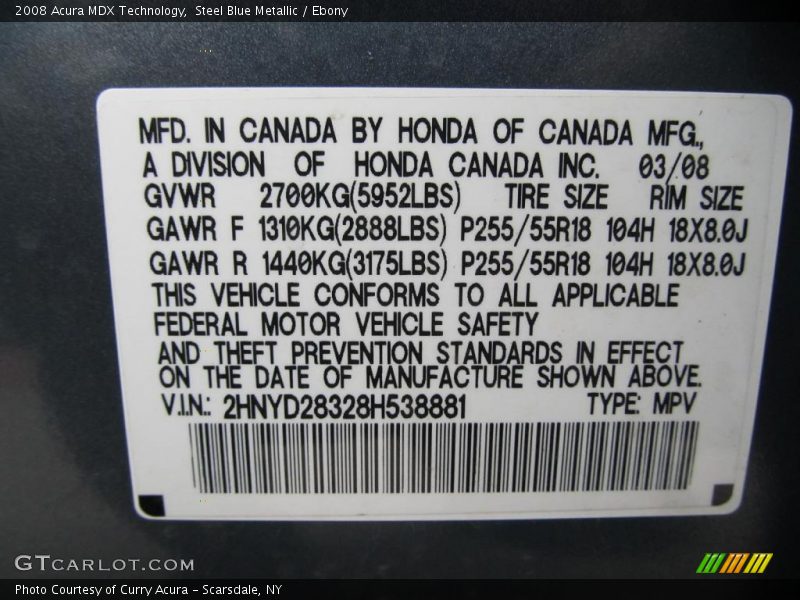 2008 Acura MDX Technology, Steel Blue Metallic / Ebony
MFD. IN CANADA BY HONDA OF CANADA MFG.,
A DIVISION OF HONDA CANADA INC. 03/08
GVWR 2700KG(5952LBS) TIRE SIZE RIM SIZE
GAWR F 1310KG(2888LBS) P255/55R18 104H 18X8.0J
GAWR R 1440KG(3175LBS) P255/55R18 104H 18X8.0J
THIS VEHICLE CONFORMS TO ALL APPLICABLE
FEDERAL MOTOR VEHICLE SAFETY
AND THEFT PREVENTION STANDARDS IN EFFECT
ON THE DATE OF MANUFACTURE SHOWN ABOVE.
V.I.N.: 2HNYD28328H538881 TYPE: MPV
GTCARLOT.COM
Photo Courtesy of Curry Acura - Scarsdale, NY